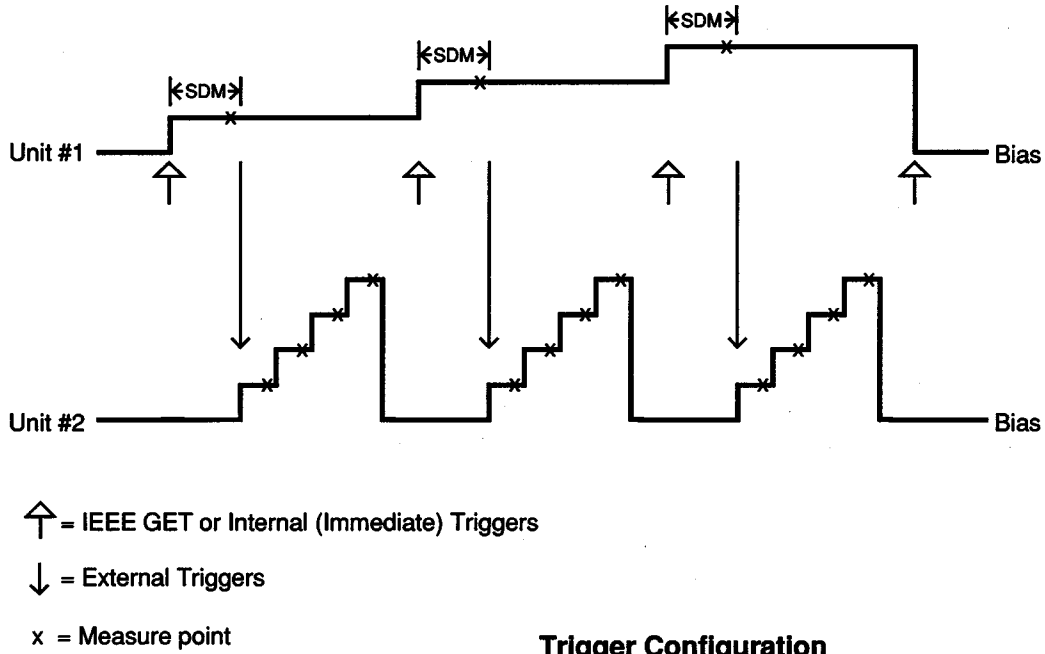 SDM
SDM
SDM
Unit #1
Bias
Unit #2
Bias
= IEEE GET or Internal (Immediate) Triggers
= External Triggers
x = Measure point
Trigger Configuration